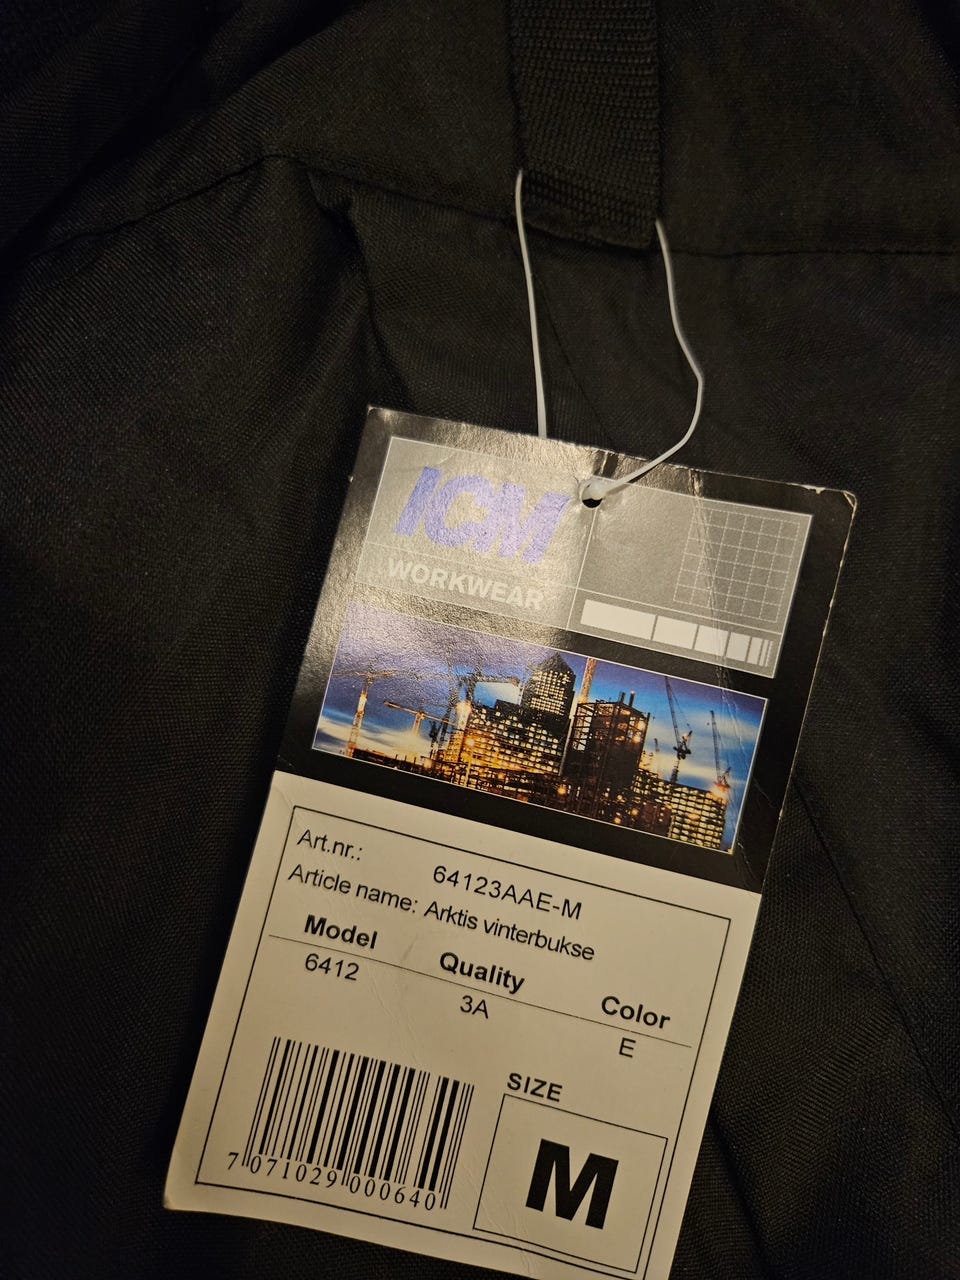 ICM
WORKWEAR
Art.nr.: 64123AAE-M
Article name: Arktis vinterbukse
Model Quality Color
6412 3A E
SIZE
M
7 071029 000640